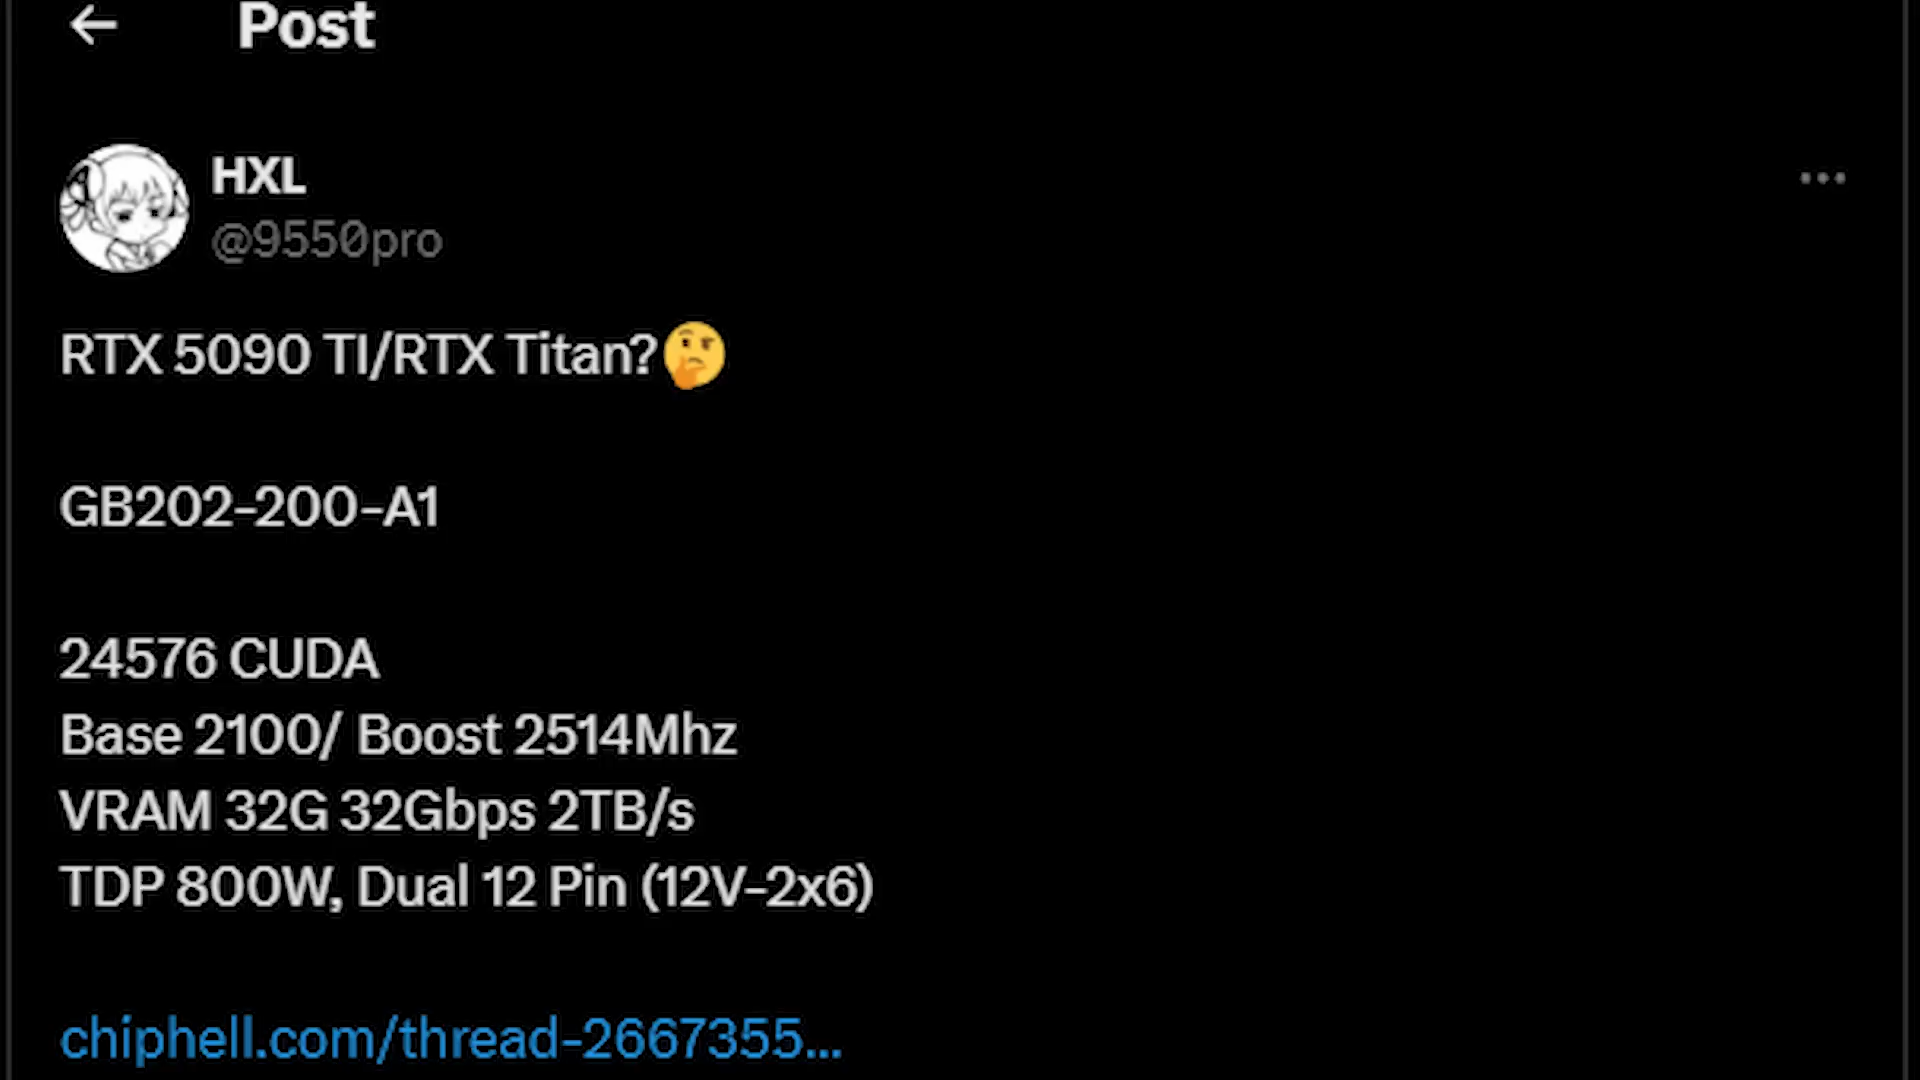 Post
HXL
@9550pro
RTX 5090 TI/RTX Titan?🤔
GB202-200-A1
24576 CUDA
Base 2100/ Boost 2514Mhz
VRAM 32G 32Gbps 2TB/s
TDP 800W, Dual 12 Pin (12V-2x6)
chiphell.com/thread-2667355...